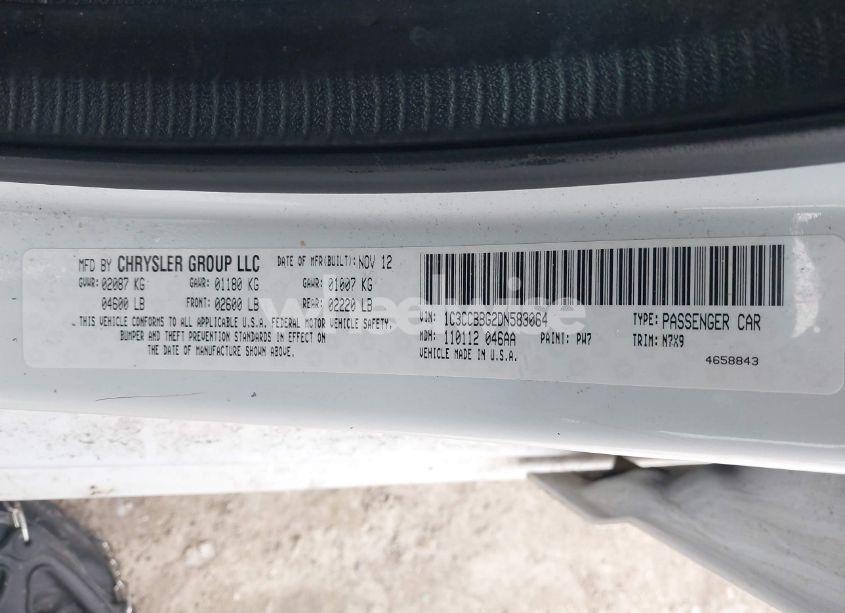 MFD BY CHRYSLER GROUP LLC DATE OF MFR(BUILT): NOV 12
GVWR: 02087 KG GAWR: 01180 KG GAWR: 01007 KG
04600 LB FRONT: 02600 LB REAR: 02220 LB
THIS VEHICLE CONFORMS TO ALL APPLICABLE U.S.A. FEDERAL MOTOR VEHICLE SAFETY,
BUMPER AND THEFT PREVENTION STANDARDS IN EFFECT ON
THE DATE OF MANUFACTURE SHOWN ABOVE.
VIN: 1C3CCBBG2DN583064 TYPE: PASSENGER CAR
MDH: 110112 046AA PAINT: PW7 TRIM: N7X9
VEHICLE MADE IN U.S.A.
4658843
wheelwise